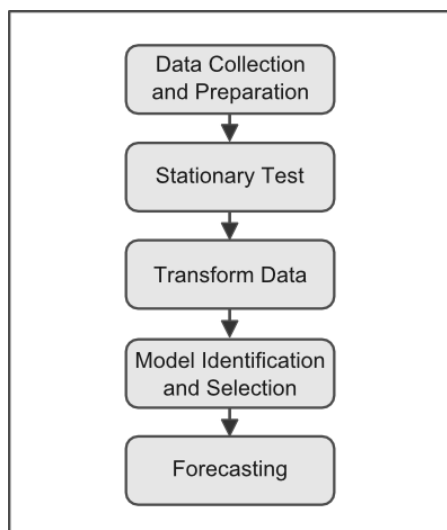 Data Collection
and Preparation
Stationary Test
Transform Data
Model Identification
and Selection
Forecasting